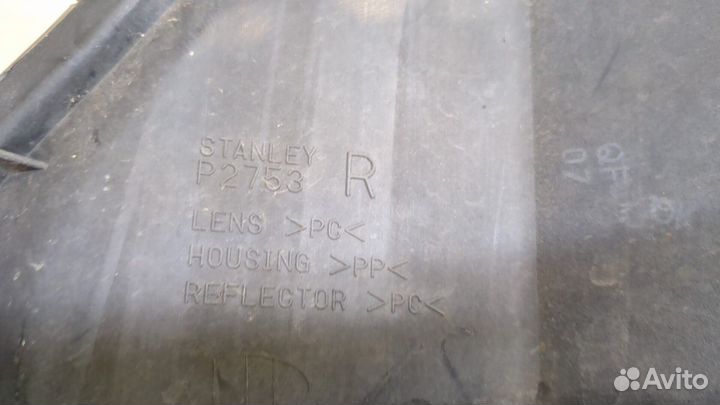 STANLEY
P2753 R
LENS >PC<
HOUSING >PP<
REFLECTOR >PC<
Avito